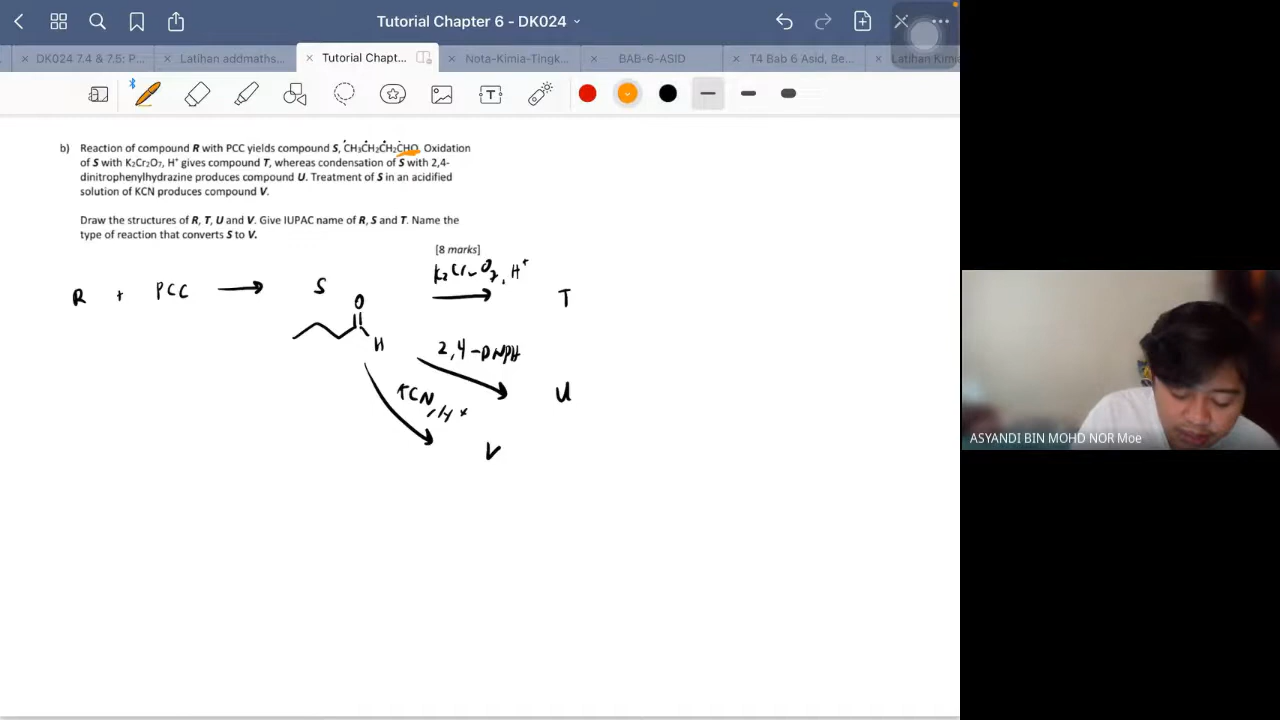 Tutorial Chapter 6 - DK024
DK024 7.4 & 7.5: P...
Latihan addmaths...
Tutorial Chapt...
Nota-Kimia-Tingk...
BAB-6-ASID
T4 Bab 6 Asid, Be...
Latihan Kimi
b) Reaction of compound R with PCC yields compound S, CH3CH2CH2CHO. Oxidation
of S with K2Cr2O7, H+ gives compound T, whereas condensation of S with 2,4-
dinitrophenylhydrazine produces compound U. Treatment of S in an acidified
solution of KCN produces compound V.
Draw the structures of R, T, U and V. Give IUPAC name of R, S and T. Name the
type of reaction that converts S to V.
[8 marks]
K2Cr2O7, H+
R + PCC → S → T
O
H
2,4-DNPH
KCN, H+
U
V
ASYANDI BIN MOHD NOR Moe